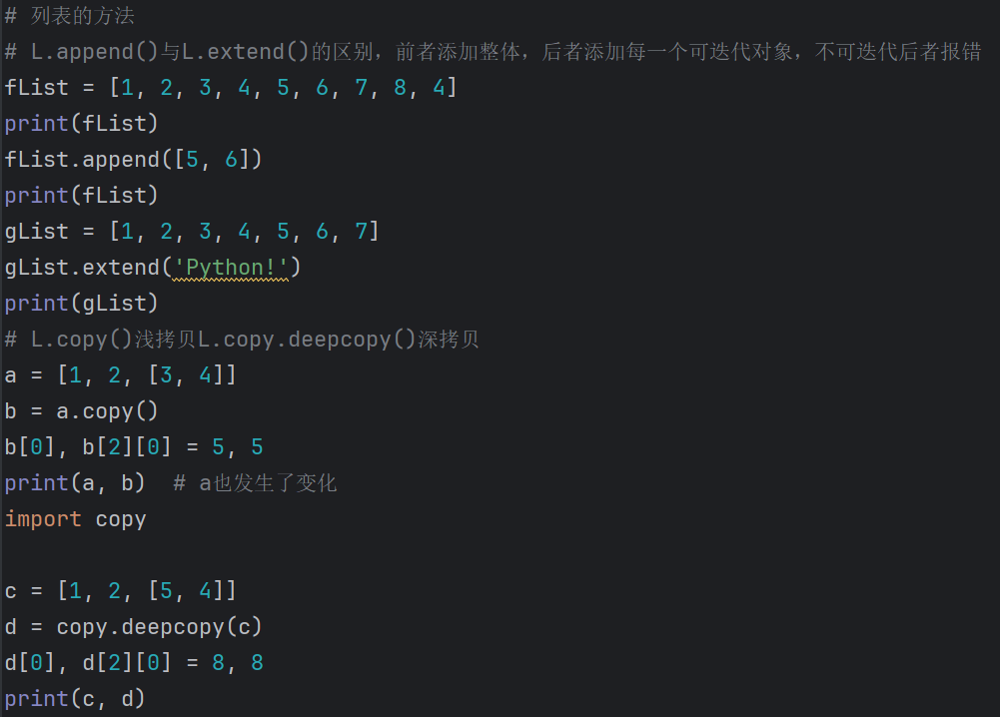 # 列表的方法
# L.append()与L.extend()的区别，前者添加整体，后者添加每一个可迭代对象，不可迭代后者报错
fList = [1, 2, 3, 4, 5, 6, 7, 8, 4]
print(fList)
fList.append([5, 6])
print(fList)
gList = [1, 2, 3, 4, 5, 6, 7]
gList.extend('Python!')
print(gList)
# L.copy()浅拷贝L.copy.deepcopy()深拷贝
a = [1, 2, [3, 4]]
b = a.copy()
b[0], b[2][0] = 5, 5
print(a, b)  # a也发生了变化
import copy

c = [1, 2, [5, 4]]
d = copy.deepcopy(c)
d[0], d[2][0] = 8, 8
print(c, d)